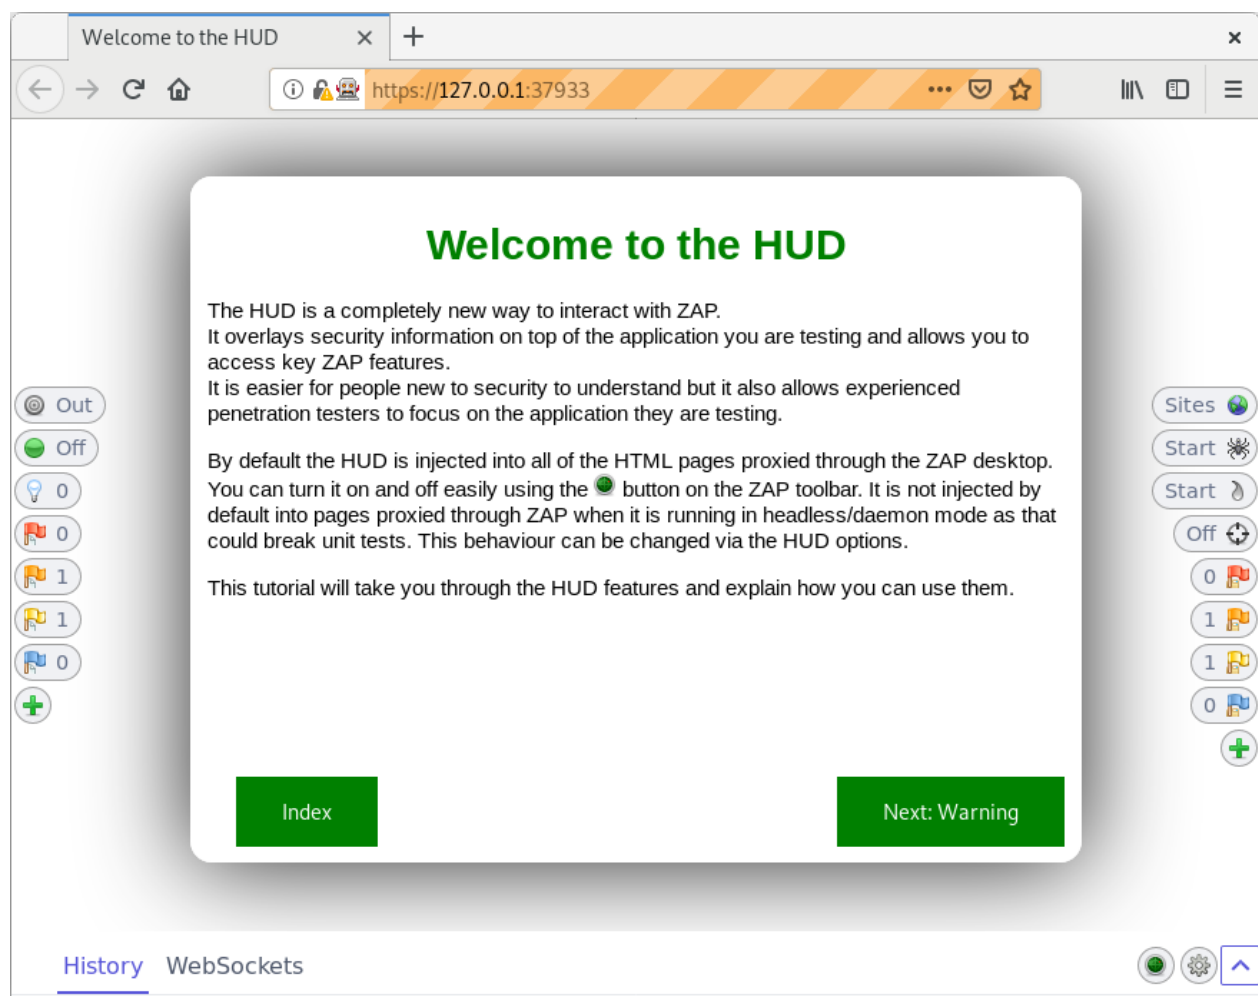 Welcome to the HUD
https://127.0.0.1:37933
Welcome to the HUD
The HUD is a completely new way to interact with ZAP.
It overlays security information on top of the application you are testing and allows you to
access key ZAP features.
It is easier for people new to security to understand but it also allows experienced
penetration testers to focus on the application they are testing.
By default the HUD is injected into all of the HTML pages proxied through the ZAP desktop.
You can turn it on and off easily using the button on the ZAP toolbar. It is not injected by
default into pages proxied through ZAP when it is running in headless/daemon mode as that
could break unit tests. This behaviour can be changed via the HUD options.
This tutorial will take you through the HUD features and explain how you can use them.
Index
Next: Warning
Out
Off
0
0
1
1
0
Sites
Start
Start
Off
0
1
1
0
History WebSockets